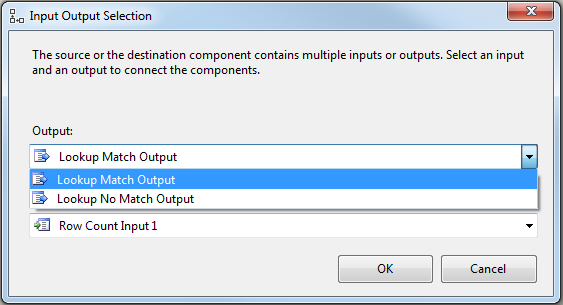 Input Output Selection
The source or the destination component contains multiple inputs or outputs. Select an input
and an output to connect the components.
Output:
Lookup Match Output
Lookup Match Output
Lookup No Match Output
Row Count Input 1
OK
Cancel